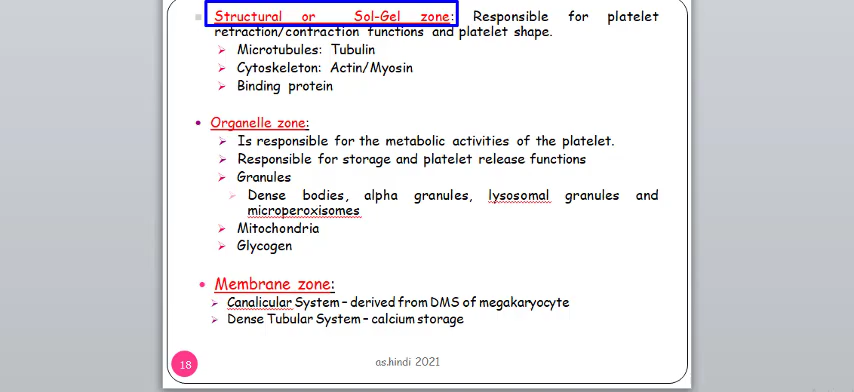 Structural or Sol-Gel zone: Responsible for platelet
retraction/contraction functions and platelet shape.
Microtubules: Tubulin
Cytoskeleton: Actin/Myosin
Binding protein
Organelle zone:
Is responsible for the metabolic activities of the platelet.
Responsible for storage and platelet release functions
Granules
Dense bodies, alpha granules, lysosomal granules and
microperoxisomes
Mitochondria
Glycogen
Membrane zone:
Canalicular System – derived from DMS of megakaryocyte
Dense Tubular System – calcium storage
18
as.hindi 2021